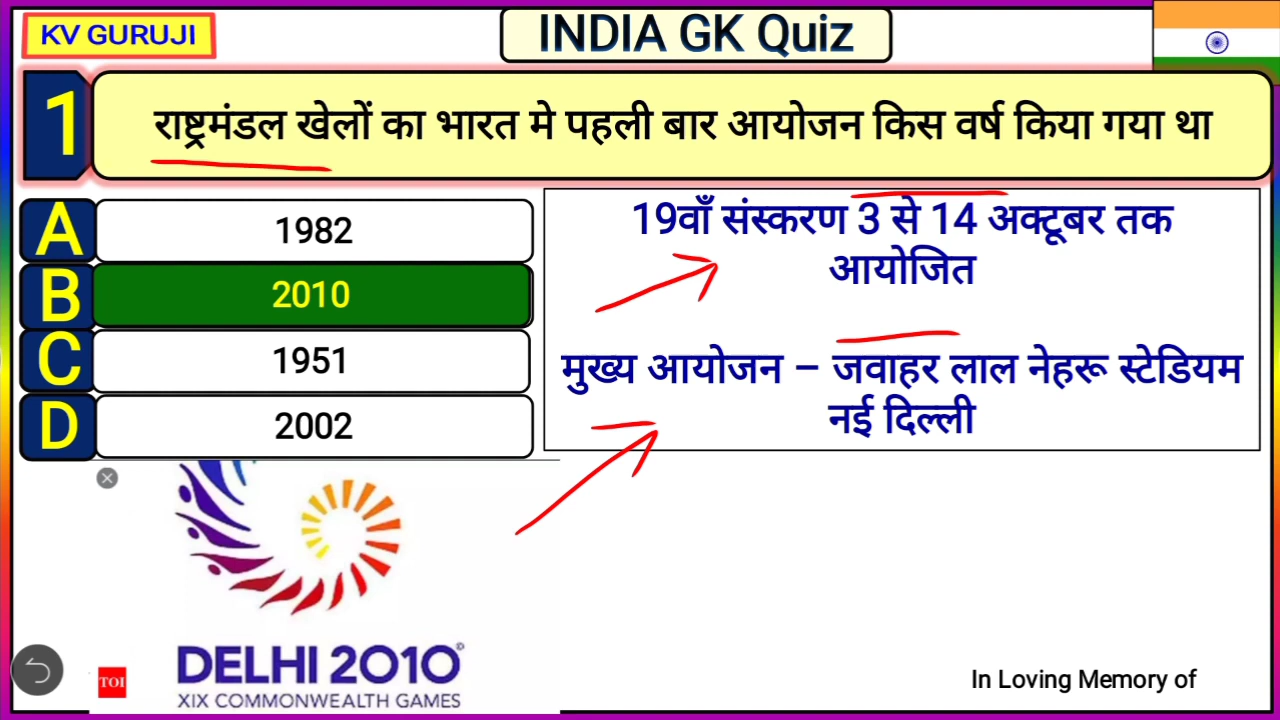 KV GURUJI
INDIA GK Quiz
1
राष्ट्रमंडल खेलों का भारत मे पहली बार आयोजन किस वर्ष किया गया था
A
1982
B
2010
C
1951
D
2002
19वाँ संस्करण 3 से 14 अक्टूबर तक
आयोजित
मुख्य आयोजन – जवाहर लाल नेहरू स्टेडियम
नई दिल्ली
DELHI 2010©
XIX COMMONWEALTH GAMES
TOI
In Loving Memory of